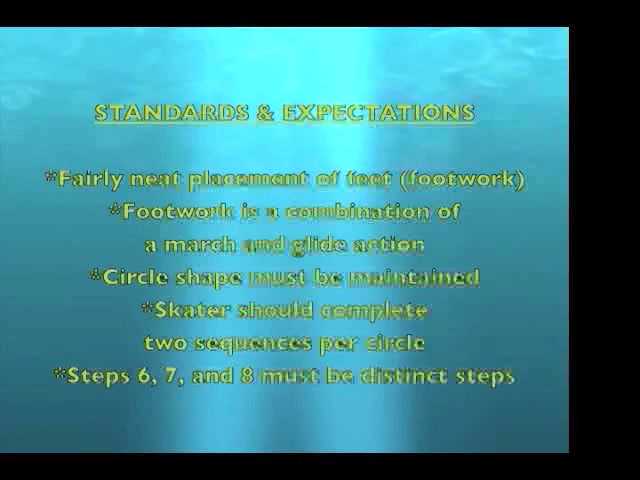 STANDARDS & EXPECTATIONS
*Fairly neat placement of feet (footwork)
*Footwork is a combination of
a march and glide action
*Circle shape must be maintained
*Skater should complete
two sequences per circle
*Steps 6, 7, and 8 must be distinct steps